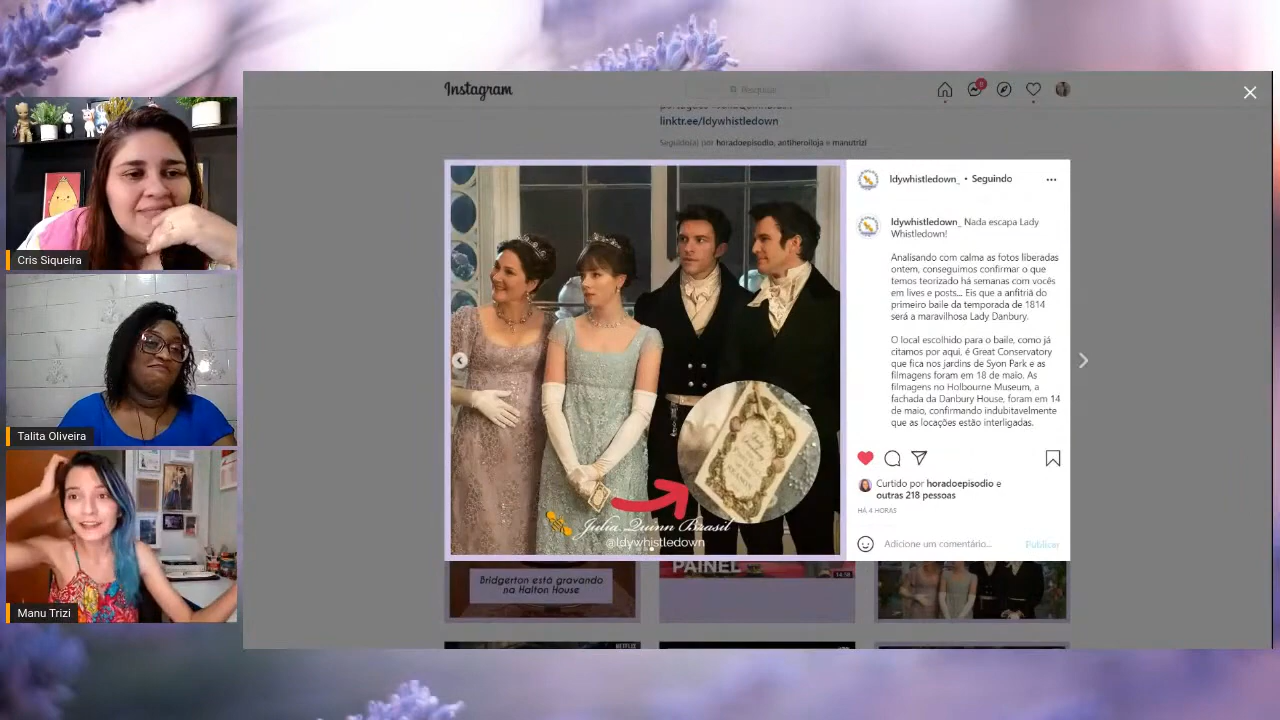 Instagram
Pesquisar
linktr.ee/ldywhistledown
Seguido(a) por horadoepisodio, antiheroiloja e manutrizi
ldywhistledown_ • Seguindo
ldywhistledown_ Nada escapa Lady
Whistledown!
Analisando com calma as fotos liberadas
ontem, conseguimos confirmar o que
temos teorizado há semanas com vocês
em lives e posts... Eis que a anfitriã do
primeiro baile da temporada de 1814
será a maravilhosa Lady Danbury.
O local escolhido para o baile, como já
citamos por aqui, é Great Conservatory
que fica nos jardins de Syon Park e as
filmagens foram em 18 de maio. As
filmagens no Holbourne Museum, a
fachada da Danbury House, foram em 14
de maio, confirmando indubitavelmente
que as locações estão interligadas.
Curtido por horadoepisodio e
outras 218 pessoas
HÁ 4 HORAS
Adicione um comentário...
Publicar
Julia Quinn Brasil
@ldywhistledown
Bridgerton está gravando
na Halton House
PAINEL
14:58
NETFLIX
Cris Siqueira
Talita Oliveira
Manu Trizi